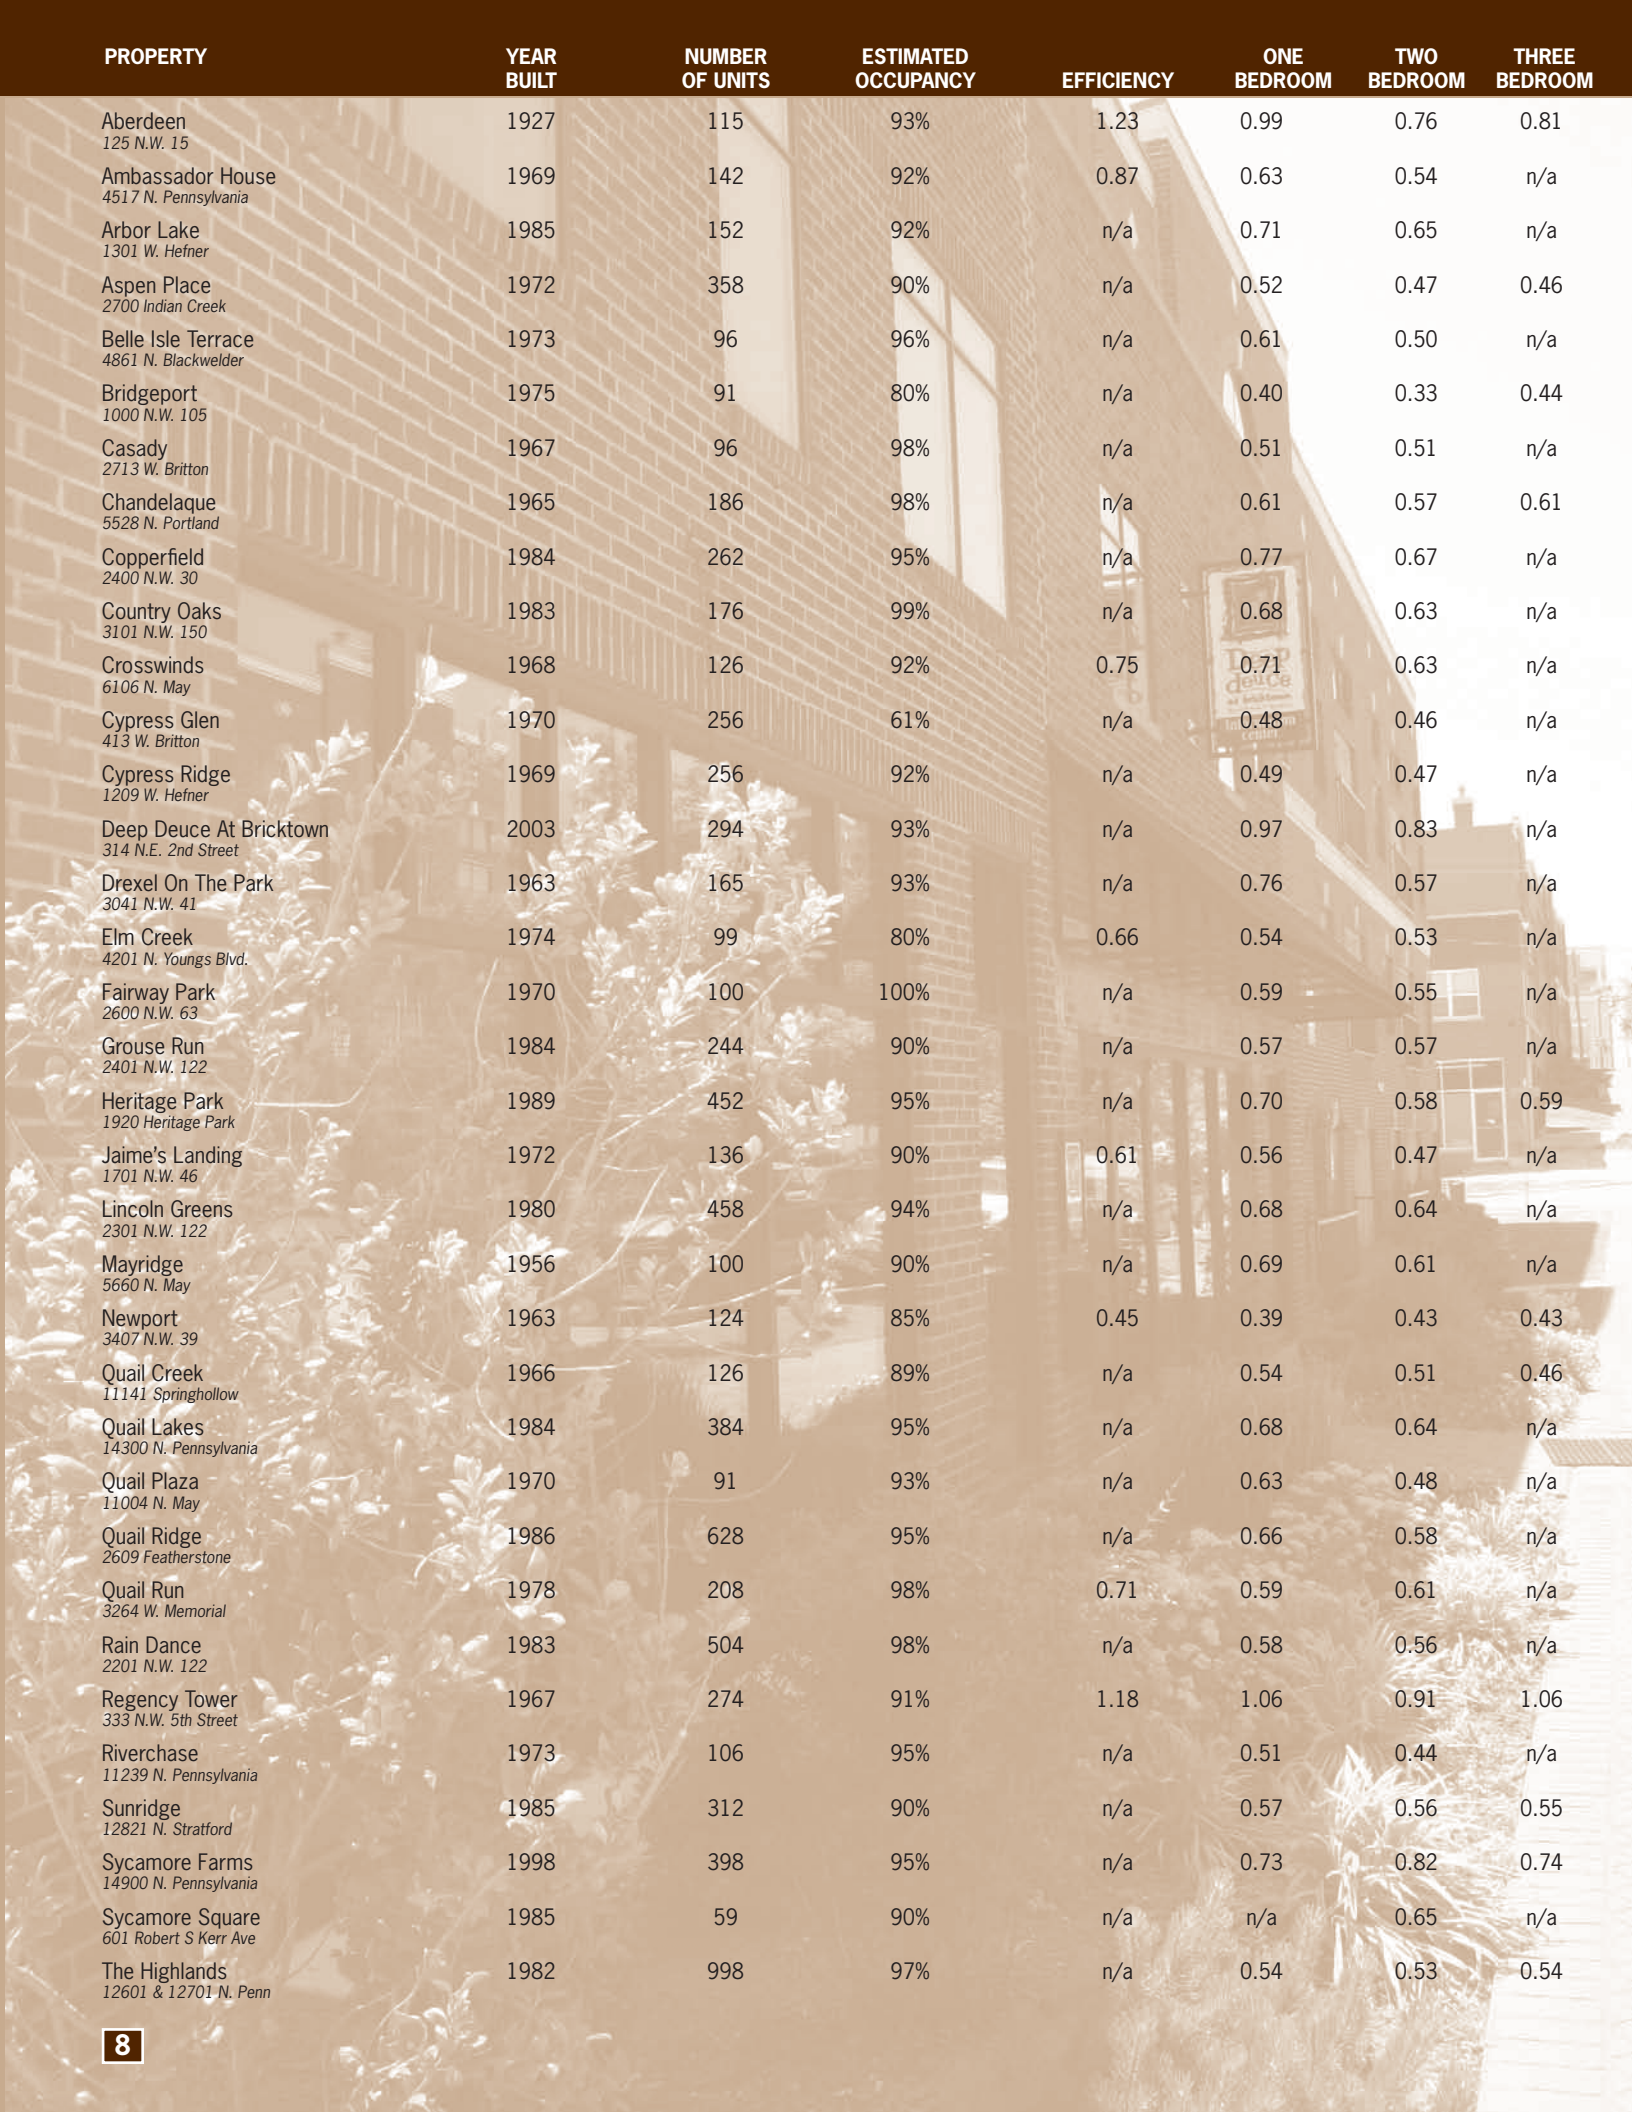 PROPERTY YEAR BUILT NUMBER OF UNITS ESTIMATED OCCUPANCY EFFICIENCY ONE BEDROOM TWO BEDROOM THREE BEDROOM
Aberdeen 1927 115 93% 1.23 0.99 0.76 0.81
125 N.W. 15
Ambassador House 1969 142 92% 0.87 0.63 0.54 n/a
4517 N. Pennsylvania
Arbor Lake 1985 152 92% n/a 0.71 0.65 n/a
1301 W. Hefner
Aspen Place 1972 358 90% n/a 0.52 0.47 0.46
2700 Indian Creek
Belle Isle Terrace 1973 96 96% n/a 0.61 0.50 n/a
4861 N. Blackwelder
Bridgeport 1975 91 80% n/a 0.40 0.33 0.44
1000 N.W. 105
Casady 1967 96 98% n/a 0.51 0.51 n/a
2713 W. Britton
Chandelaque 1965 186 98% n/a 0.61 0.57 0.61
5528 N. Portland
Copperfield 1984 262 95% n/a 0.77 0.67 n/a
2400 N.W. 30
Country Oaks 1983 176 99% n/a 0.68 0.63 n/a
3101 N.W. 150
Crosswinds 1968 126 92% 0.75 0.71 0.63 n/a
6106 N. May
deuce
Cypress Glen 1970 256 61% n/a 0.48 0.46 n/a
413 W. Britton
Cypress Ridge 1969 256 92% n/a 0.49 0.47 n/a
1209 W. Hefner
Deep Deuce At Bricktown 2003 294 93% n/a 0.97 0.83 n/a
314 N.E. 2nd Street
Drexel On The Park 1963 165 93% n/a 0.76 0.57 n/a
3041 N.W. 41
Elm Creek 1974 99 80% 0.66 0.54 0.53 n/a
4201 N. Youngs Blvd.
Fairway Park 1970 100 100% n/a 0.59 0.55 n/a
2600 N.W. 63
Grouse Run 1984 244 90% n/a 0.57 0.57 n/a
2401 N.W. 122
Heritage Park 1989 452 95% n/a 0.70 0.58 0.59
1920 Heritage Park
Jaime's Landing 1972 136 90% 0.61 0.56 0.47 n/a
1701 N.W. 46
Lincoln Greens 1980 458 94% n/a 0.68 0.64 n/a
2301 N.W. 122
Mayridge 1956 100 90% n/a 0.69 0.61 n/a
5660 N. May
Newport 1963 124 85% 0.45 0.39 0.43 0.43
3407 N.W. 39
Quail Creek 1966 126 89% n/a 0.54 0.51 0.46
11141 Springhollow
Quail Lakes 1984 384 95% n/a 0.68 0.64 n/a
14300 N. Pennsylvania
Quail Plaza 1970 91 93% n/a 0.63 0.48 n/a
11004 N. May
Quail Ridge 1986 628 95% n/a 0.66 0.58 n/a
2609 Featherstone
Quail Run 1978 208 98% 0.71 0.59 0.61 n/a
3264 W. Memorial
Rain Dance 1983 504 98% n/a 0.58 0.56 n/a
2201 N.W. 122
Regency Tower 1967 274 91% 1.18 1.06 0.91 1.06
333 N.W. 5th Street
Riverchase 1973 106 95% n/a 0.51 0.44 n/a
11239 N. Pennsylvania
Sunridge 1985 312 90% n/a 0.57 0.56 0.55
12821 N. Stratford
Sycamore Farms 1998 398 95% n/a 0.73 0.82 0.74
14900 N. Pennsylvania
Sycamore Square 1985 59 90% n/a n/a 0.65 n/a
601 Robert S Kerr Ave
The Highlands 1982 998 97% n/a 0.54 0.53 0.54
12601 & 12701 N. Penn
8